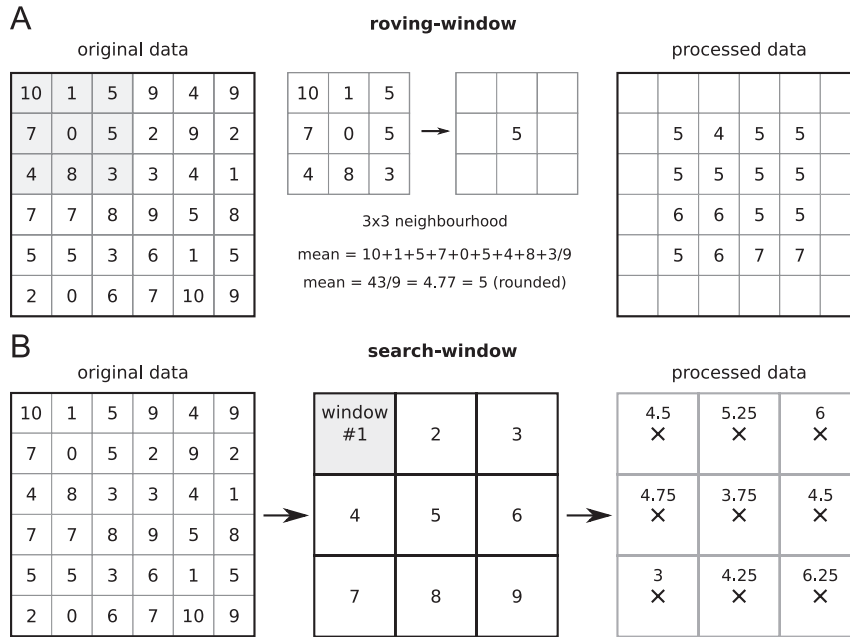 A
roving-window
original data
processed data
10 1 5 9 4 9
7 0 5 2 9 2
4 8 3 3 4 1
7 7 8 9 5 8
5 5 3 6 1 5
2 0 6 7 10 9
10 1 5
7 0 5
4 8 3
5
3x3 neighbourhood
mean = 10+1+5+7+0+5+4+8+3/9
mean = 43/9 = 4.77 = 5 (rounded)
5 4 5 5
5 5 5 5
6 6 5 5
5 6 7 7
B
search-window
original data
processed data
10 1 5 9 4 9
7 0 5 2 9 2
4 8 3 3 4 1
7 7 8 9 5 8
5 5 3 6 1 5
2 0 6 7 10 9
window
#1
2 3
4 5 6
7 8 9
4.5 5.25 6
4.75 3.75 4.5
3 4.25 6.25